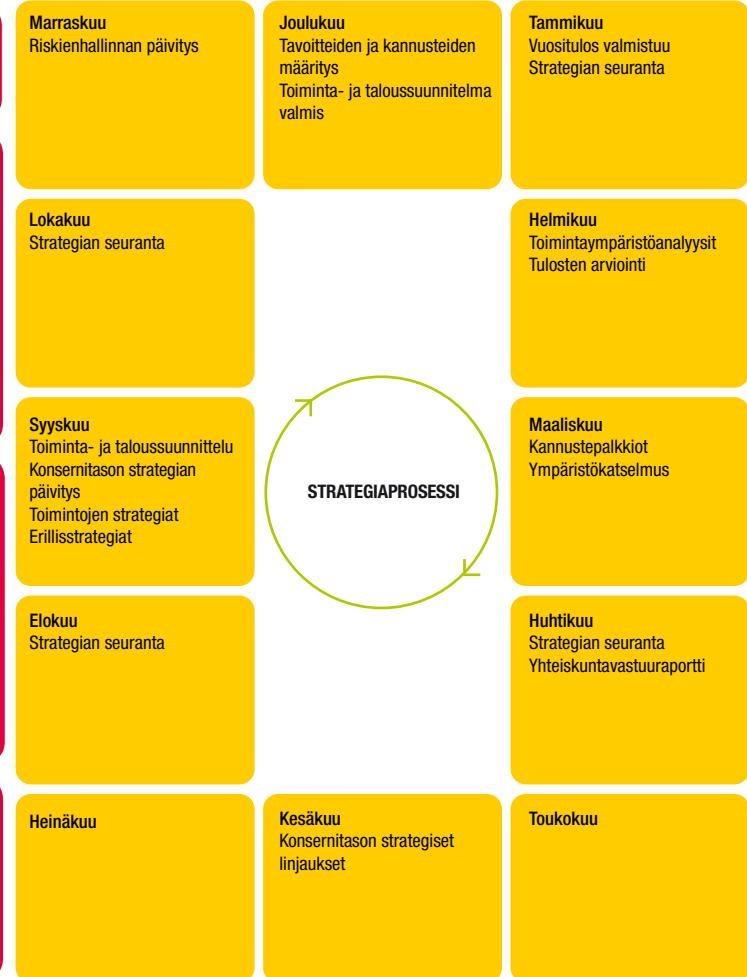 Marraskuu
Riskienhallinnan päivitys
Joulukuu
Tavoitteiden ja kannusteiden
määritys
Toiminta- ja taloussuunnitelma
valmis
Tammikuu
Vuositulos valmistuu
Strategian seuranta
Lokakuu
Strategian seuranta
Helmikuu
Toimintaympäristöanalyysit
Tulosten arviointi
Syyskuu
Toiminta- ja taloussuunnittelu
Konsernitason strategian
päivitys
Toimintojen strategiat
Erillisstrategiat
STRATEGIAPROSESSI
Maaliskuu
Kannustepalkkiot
Ympäristökatselmus
Elokuu
Strategian seuranta
Huhtikuu
Strategian seuranta
Yhteiskuntavastuuraportti
Heinäkuu
Kesäkuu
Konsernitason strategiset
linjaukset
Toukokuu